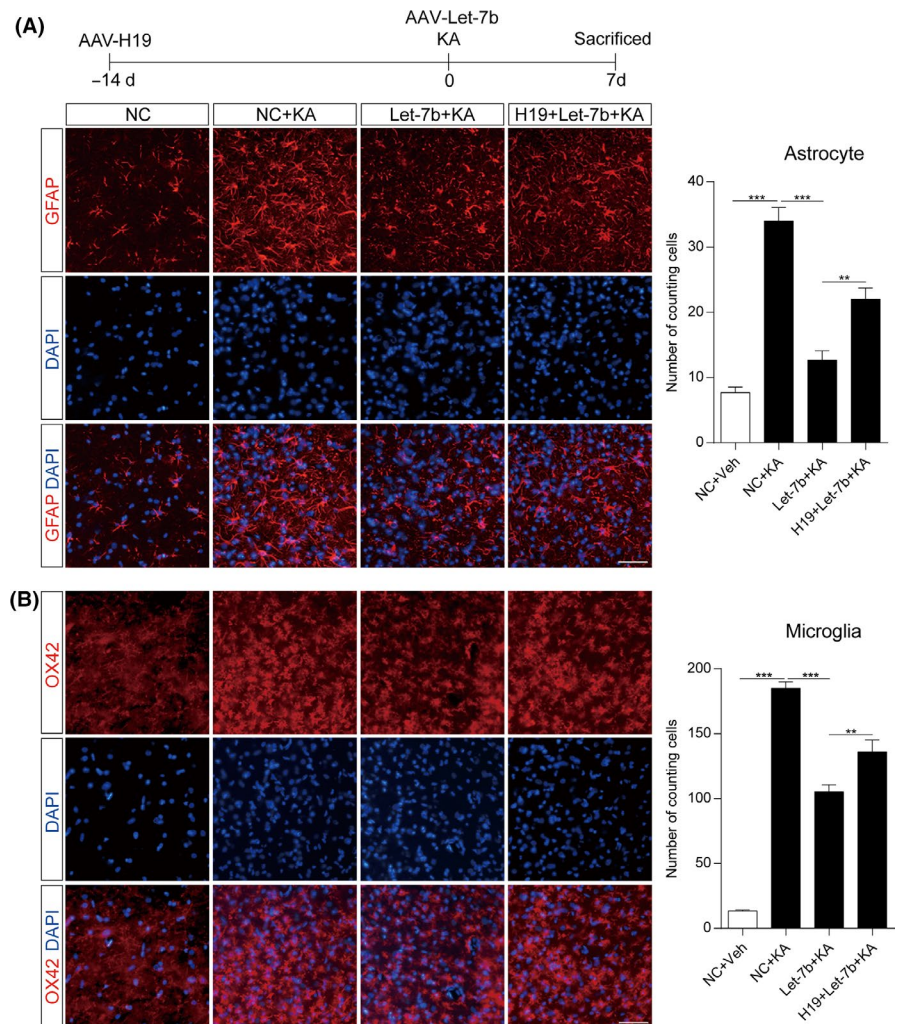 (A)
AAV-Let-7b
AAV-H19 KA Sacrificed
−14 d 0 7d
NC NC+KA Let-7b+KA H19+Let-7b+KA
GFAP
DAPI
GFAP DAPI
Astrocyte
Number of counting cells
40
30
20
10
0
*** ***
**
NC+Veh NC+KA Let-7b+KA H19+Let-7b+KA
(B)
OX42
DAPI
OX42 DAPI
Microglia
Number of counting cells
200
150
100
50
0
*** ***
**
NC+Veh NC+KA Let-7b+KA H19+Let-7b+KA